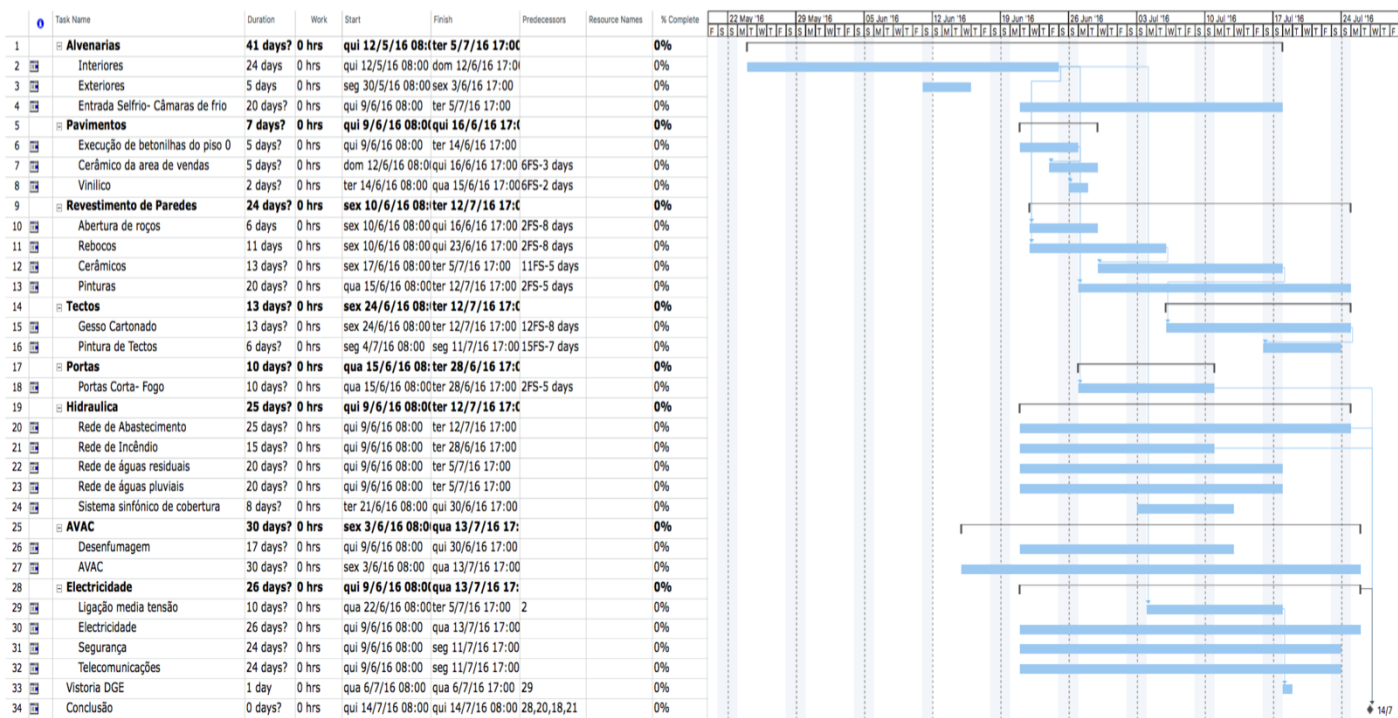 Task Name Duration Work Start Finish Predecessors Resource Names % Complete 22 May '16 29 May '16 05 Jun '16 12 Jun '16 19 Jun '16 26 Jun '16 03 Jul '16 10 Jul '16 17 Jul '16 24 Jul '16
F S S M T W T F S S M T W T F S S M T W T F S S M T W T F S S M T W T F S S M T W T F S S M T W T F S S M T W T F S S M T W T F S S M T W T F
1 Alvenarias 41 days? 0 hrs qui 12/5/16 08:( ter 5/7/16 17:00 0%
2 Interiores 24 days 0 hrs qui 12/5/16 08:00 dom 12/6/16 17:0( 0%
3 Exteriores 5 days 0 hrs seg 30/5/16 08:00 sex 3/6/16 17:00 0%
4 Entrada Selfrio- Câmaras de frio 20 days? 0 hrs qui 9/6/16 08:00 ter 5/7/16 17:00 0%
5 Pavimentos 7 days? 0 hrs qui 9/6/16 08:0( qui 16/6/16 17:( 0%
6 Execução de betonilhas do piso 0 5 days? 0 hrs qui 9/6/16 08:00 ter 14/6/16 17:00 0%
7 Cerâmico da area de vendas 5 days? 0 hrs dom 12/6/16 08:0( qui 16/6/16 17:00 6FS-3 days 0%
8 Vinilico 2 days? 0 hrs ter 14/6/16 08:00 qua 15/6/16 17:00 6FS-2 days 0%
9 Revestimento de Paredes 24 days? 0 hrs sex 10/6/16 08: ter 12/7/16 17:( 0%
10 Abertura de roços 6 days 0 hrs sex 10/6/16 08:00 qui 16/6/16 17:00 2FS-8 days 0%
11 Rebocos 11 days 0 hrs sex 10/6/16 08:00 qui 23/6/16 17:00 2FS-8 days 0%
12 Cerâmicos 13 days? 0 hrs sex 17/6/16 08:00 ter 5/7/16 17:00 11FS-5 days 0%
13 Pinturas 20 days? 0 hrs qua 15/6/16 08:00 ter 12/7/16 17:00 2FS-5 days 0%
14 Tectos 13 days? 0 hrs sex 24/6/16 08: ter 12/7/16 17:( 0%
15 Gesso Cartonado 13 days? 0 hrs sex 24/6/16 08:00 ter 12/7/16 17:00 12FS-8 days 0%
16 Pintura de Tectos 6 days? 0 hrs seg 4/7/16 08:00 seg 11/7/16 17:00 15FS-7 days 0%
17 Portas 10 days? 0 hrs qua 15/6/16 08: ter 28/6/16 17:( 0%
18 Portas Corta- Fogo 10 days? 0 hrs qua 15/6/16 08:00 ter 28/6/16 17:00 2FS-5 days 0%
19 Hidraulica 25 days? 0 hrs qui 9/6/16 08:0( ter 12/7/16 17:( 0%
20 Rede de Abastecimento 25 days? 0 hrs qui 9/6/16 08:00 ter 12/7/16 17:00 0%
21 Rede de Incêndio 15 days? 0 hrs qui 9/6/16 08:00 ter 28/6/16 17:00 0%
22 Rede de águas residuais 20 days? 0 hrs qui 9/6/16 08:00 ter 5/7/16 17:00 0%
23 Rede de águas pluviais 20 days? 0 hrs qui 9/6/16 08:00 ter 5/7/16 17:00 0%
24 Sistema sinfónico de cobertura 8 days? 0 hrs ter 21/6/16 08:00 qui 30/6/16 17:00 0%
25 AVAC 30 days? 0 hrs sex 3/6/16 08:0( qua 13/7/16 17: 0%
26 Desenfumagem 17 days? 0 hrs qui 9/6/16 08:00 qui 30/6/16 17:00 0%
27 AVAC 30 days? 0 hrs sex 3/6/16 08:00 qua 13/7/16 17:00 0%
28 Electricidade 26 days? 0 hrs qui 9/6/16 08:0( qua 13/7/16 17: 0%
29 Ligação media tensão 10 days? 0 hrs qua 22/6/16 08:00 ter 5/7/16 17:00 2 0%
30 Electricidade 26 days? 0 hrs qui 9/6/16 08:00 qua 13/7/16 17:00 0%
31 Segurança 24 days? 0 hrs qui 9/6/16 08:00 seg 11/7/16 17:00 0%
32 Telecomunicações 24 days? 0 hrs qui 9/6/16 08:00 seg 11/7/16 17:00 0%
33 Vistoria DGE 1 day 0 hrs qua 6/7/16 08:00 qua 6/7/16 17:00 29 0%
34 Conclusão 0 days? 0 hrs qui 14/7/16 08:00 qui 14/7/16 08:00 28,20,18,21 0% 14/7